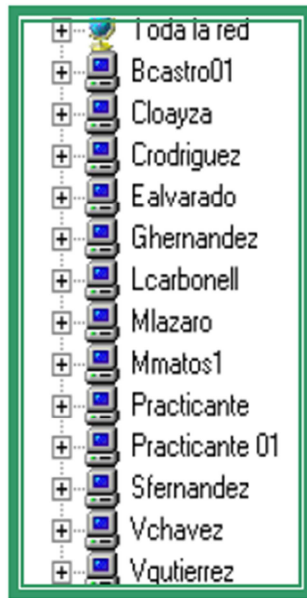 Toda la red
Bcastro01
Cloayza
Crodriguez
Ealvarado
Ghernandez
Lcarbonell
Mlazaro
Mmatos1
Practicante
Practicante 01
Sfernandez
Vchavez
Vgutierrez